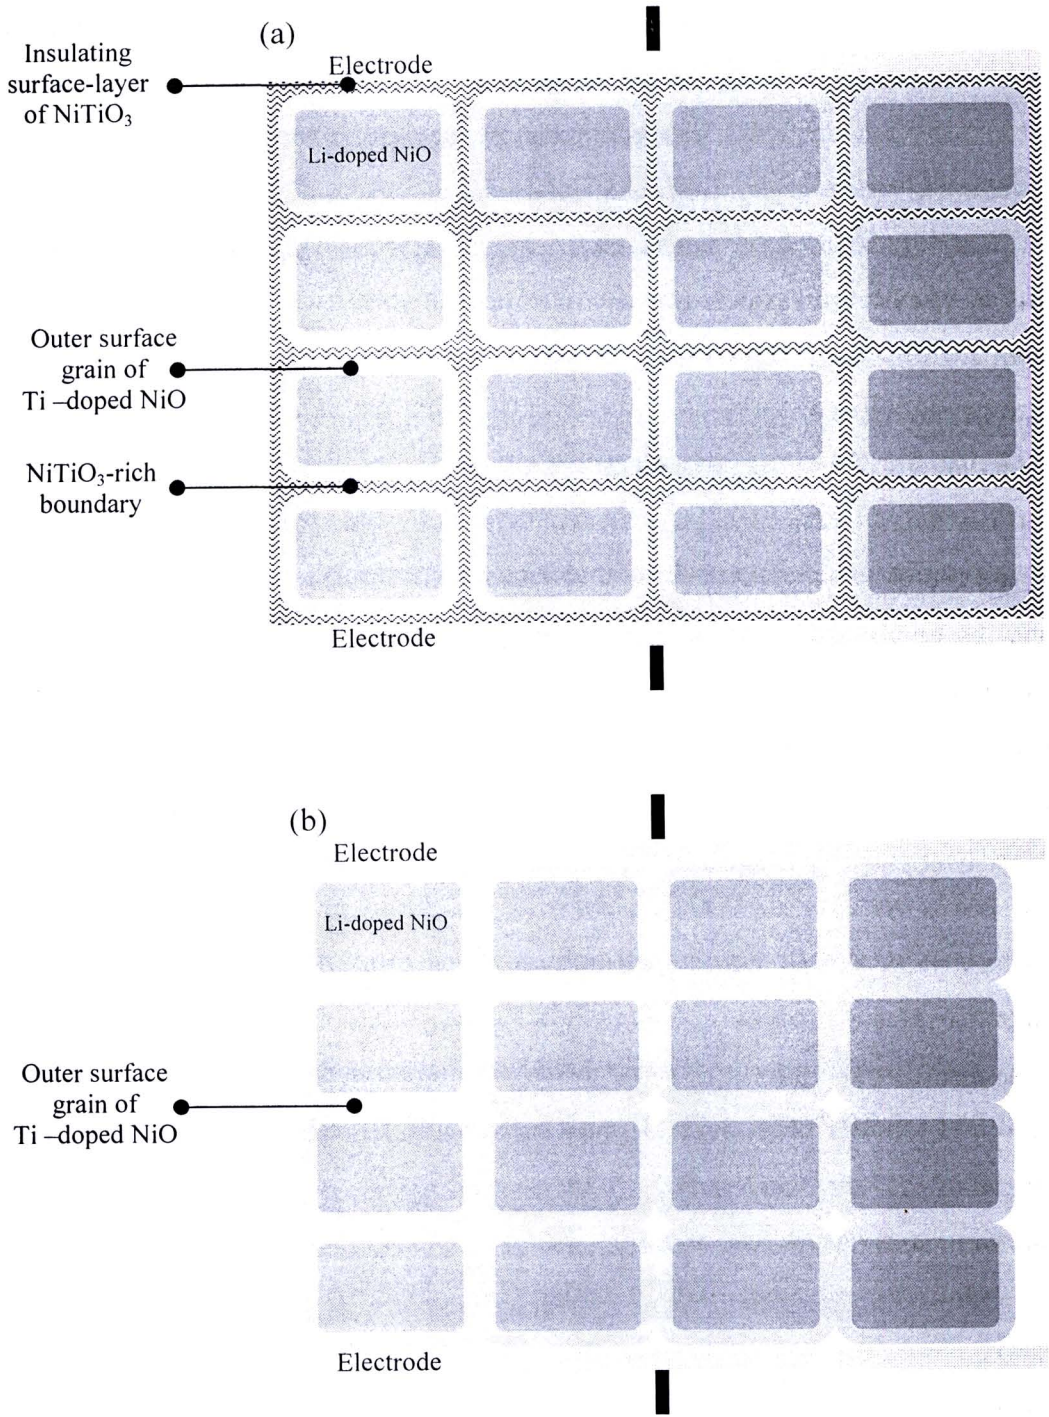 (a)
Electrode
Insulating
surface-layer
of NiTiO₃
Li-doped NiO
Outer surface
grain of
Ti –doped NiO
NiTiO₃-rich
boundary
Electrode
(b)
Electrode
Li-doped NiO
Outer surface
grain of
Ti –doped NiO
Electrode